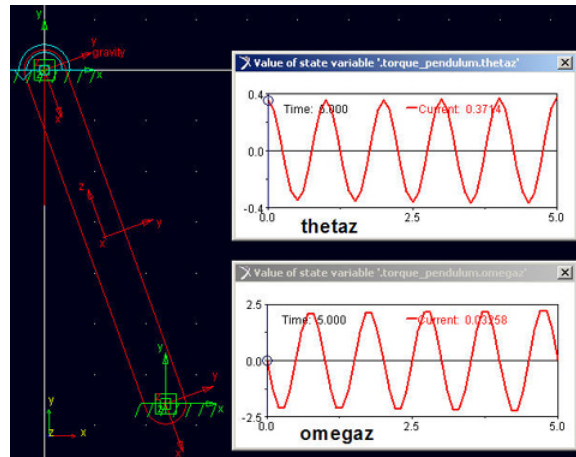 y
y
gravity
x
x
z
y
x
y
x
x
y
z x
Value of state variable '.torque_pendulum.thetaz'
0.4
Time: 5.000 Current: 0.3714
0.0
-0.4
0.0 2.5 5.0
thetaz
Value of state variable '.torque_pendulum.omegaz'
2.5
Time: 5.000 Current: 0.03258
0.0
-2.5
0.0 2.5 5.0
omegaz